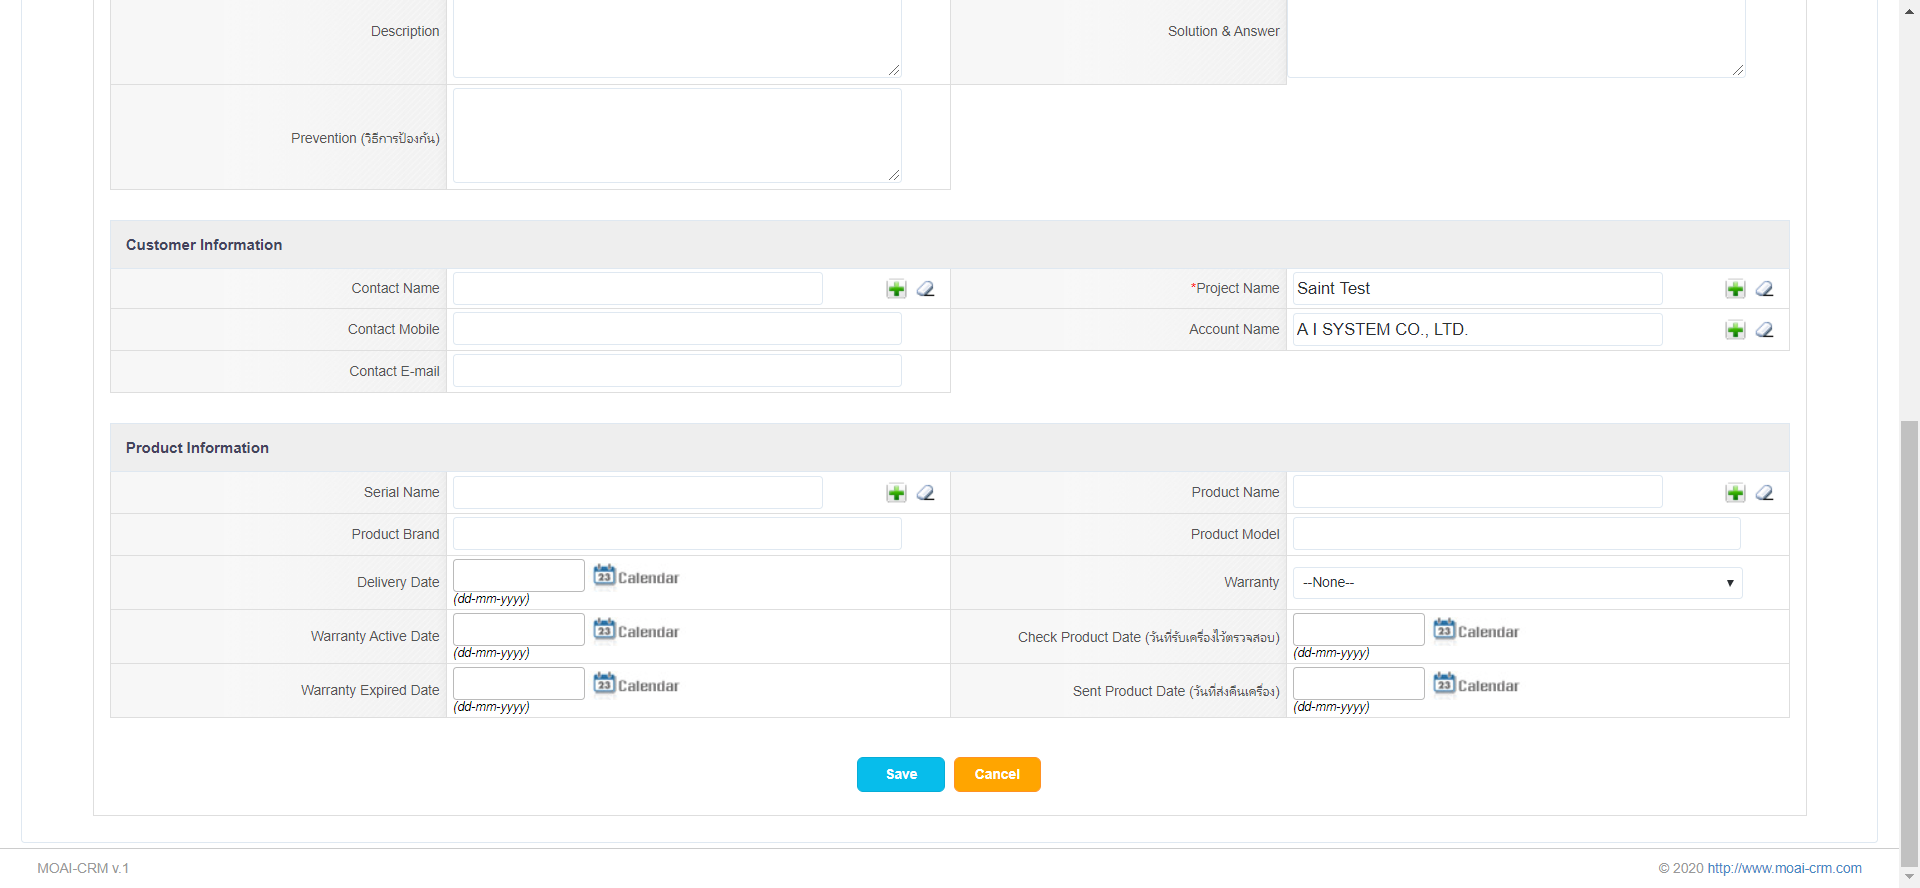 Description
Solution & Answer
Prevention (วิธีการป้องกัน)
Customer Information
Contact Name
*Project Name
Saint Test
Contact Mobile
Account Name
A I SYSTEM CO., LTD.
Contact E-mail
Product Information
Serial Name
Product Name
Product Brand
Product Model
Delivery Date
23 Calendar
(dd-mm-yyyy)
Warranty
--None--
Warranty Active Date
23 Calendar
(dd-mm-yyyy)
Check Product Date (วันที่รับเครื่องไว้ตรวจสอบ)
23 Calendar
(dd-mm-yyyy)
Warranty Expired Date
23 Calendar
(dd-mm-yyyy)
Sent Product Date (วันที่ส่งคืนเครื่อง)
23 Calendar
(dd-mm-yyyy)
Save
Cancel
MOAI-CRM v.1
© 2020 http://www.moai-crm.com